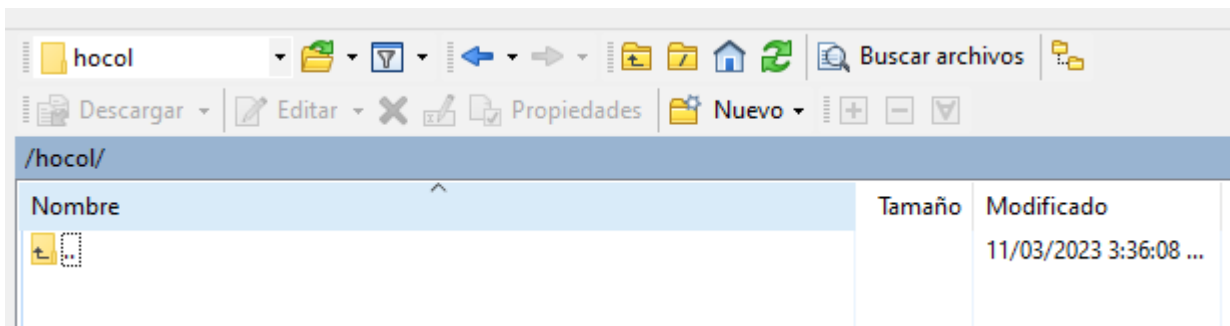 hocol
Buscar archivos
Descargar Editar Propiedades Nuevo
/hocol/
Nombre Tamaño Modificado
.. 11/03/2023 3:36:08 ...